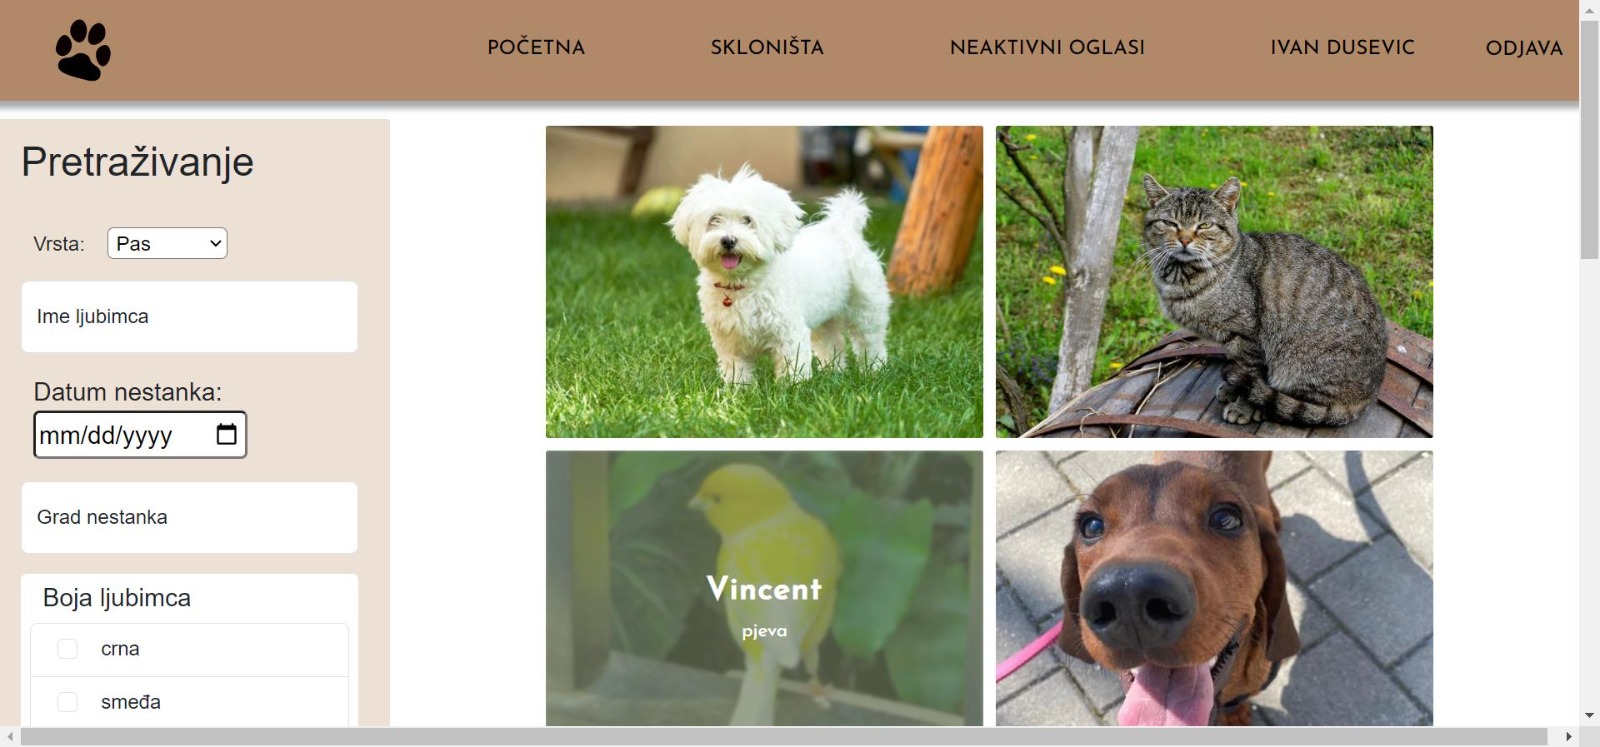 POČETNA
SKLONIŠTA
NEAKTIVNI OGLASI
IVAN DUSEVIC
ODJAVA
Pretraživanje
Vrsta: Pas
Ime ljubimca
Datum nestanka:
mm/dd/yyyy
Grad nestanka
Boja ljubimca
crna
smeđa
Vincent
pjeva